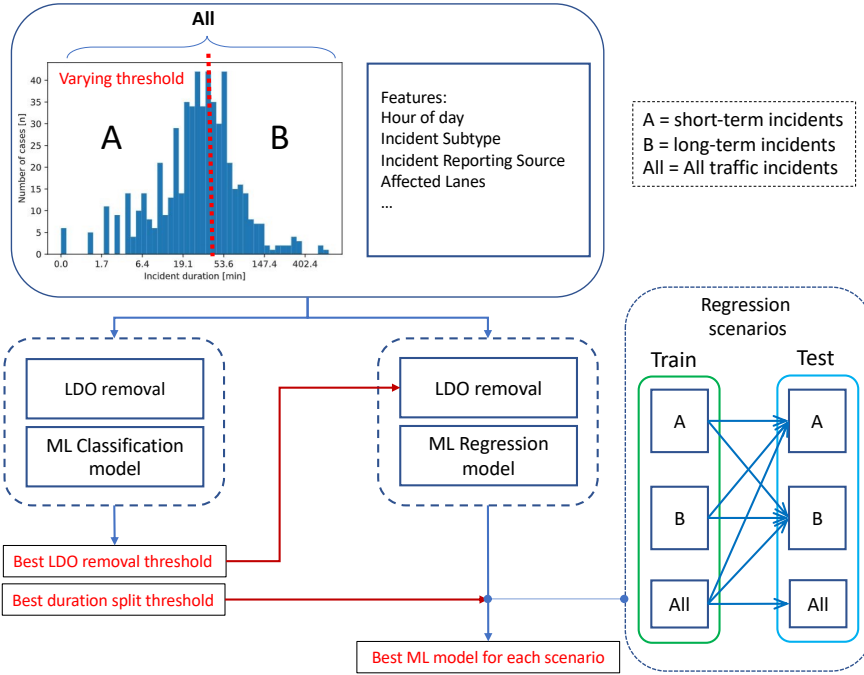 All
Varying threshold
A
B
Number of cases [n]
40
35
30
25
20
15
10
5
0
0.0 1.7 6.4 19.1 53.6 147.4 402.4
Incident duration [min]
Features:
Hour of day
Incident Subtype
Incident Reporting Source
Affected Lanes
...
A = short-term incidents
B = long-term incidents
All = All traffic incidents
LDO removal
ML Classification
model
LDO removal
ML Regression
model
Best LDO removal threshold
Best duration split threshold
Best ML model for each scenario
Regression
scenarios
Train
Test
A
A
B
B
All
All